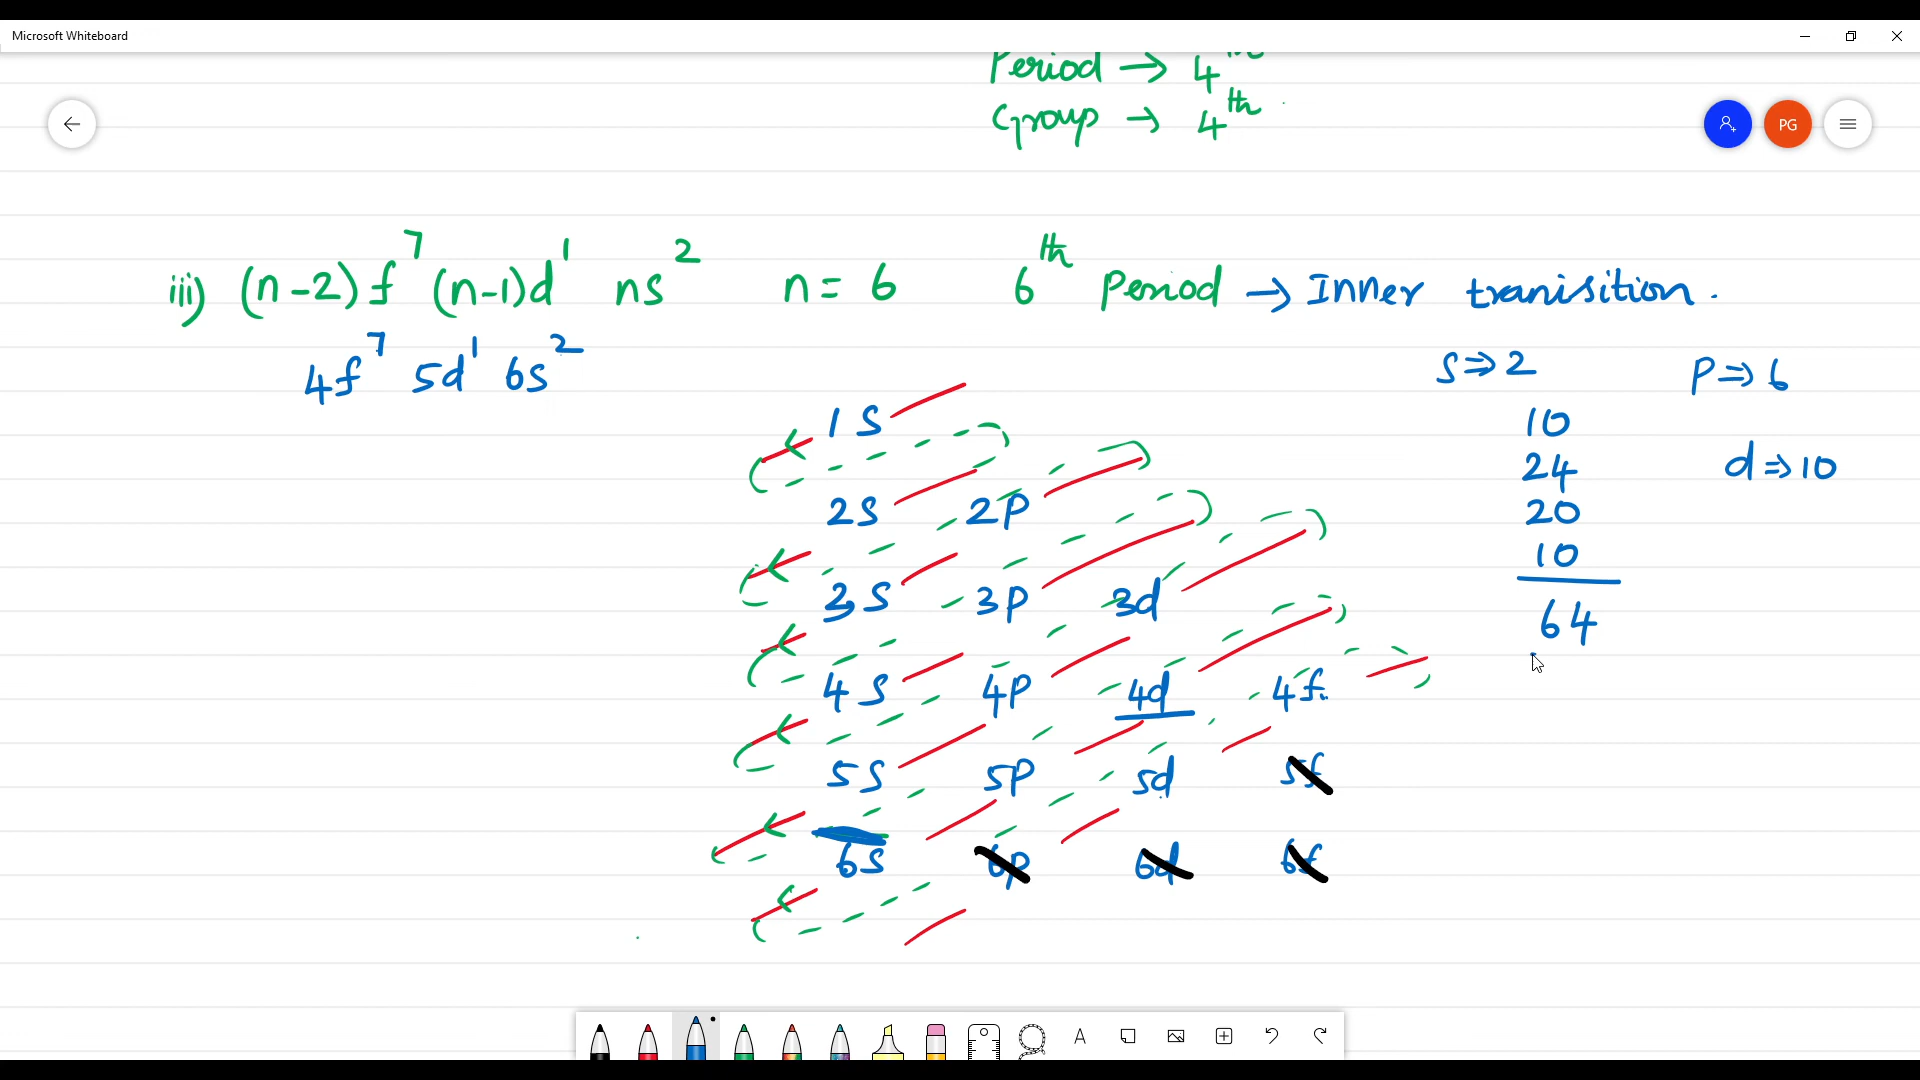 Microsoft Whiteboard
Period → 4th
Group → 4th
PG
iii) (n-2)f⁷ (n-1)d¹ ns² n = 6 6th Period → Inner tranisition.
4f⁷ 5d¹ 6s²
S ⇒ 2 P ⇒ 6
1S 10
24 d ⇒ 10
2S 2P 20
10
3S 3P 3d 64
4S 4P 4d 4f
5S 5P 5d 5f
6S 6p 6d 6f
A